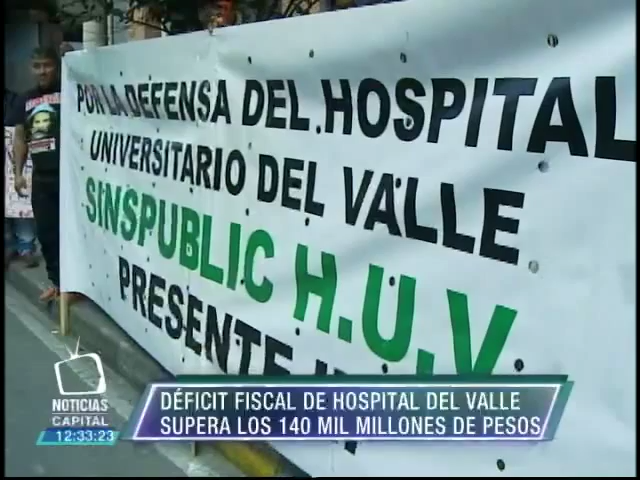 POR LA DEFENSA DEL HOSPITAL
UNIVERSITARIO DEL VALLE
SINSPUBLIC H.U.V
PRESENTE
NOTICIAS
CAPITAL
12:33:23
DÉFICIT FISCAL DE HOSPITAL DEL VALLE
SUPERA LOS 140 MIL MILLONES DE PESOS